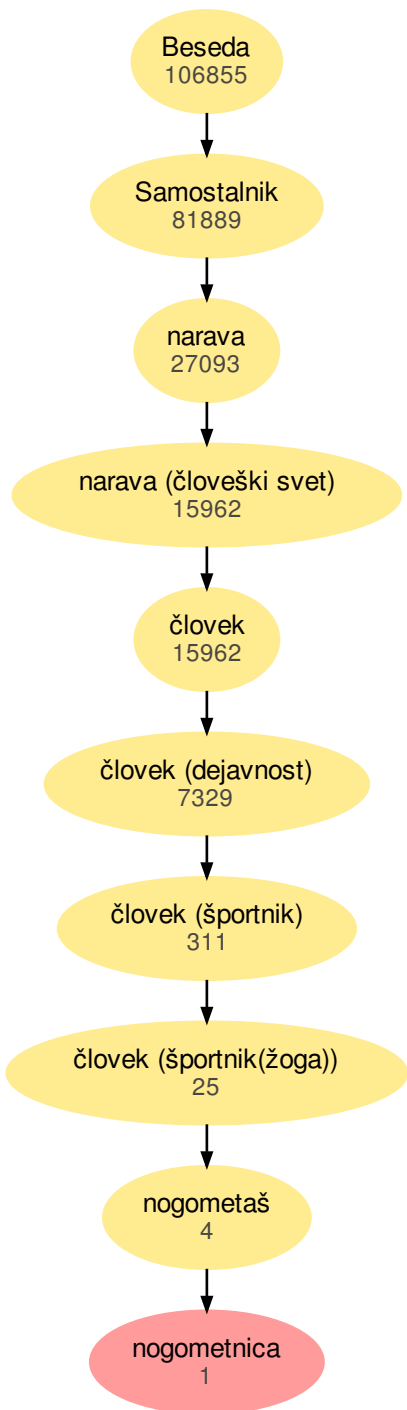 Beseda
106855
Samostalnik
81889
narava
27093
narava (človeški svet)
15962
človek
15962
človek (dejavnost)
7329
človek (športnik)
311
človek (športnik(žoga))
25
nogometaš
4
nogometnica
1